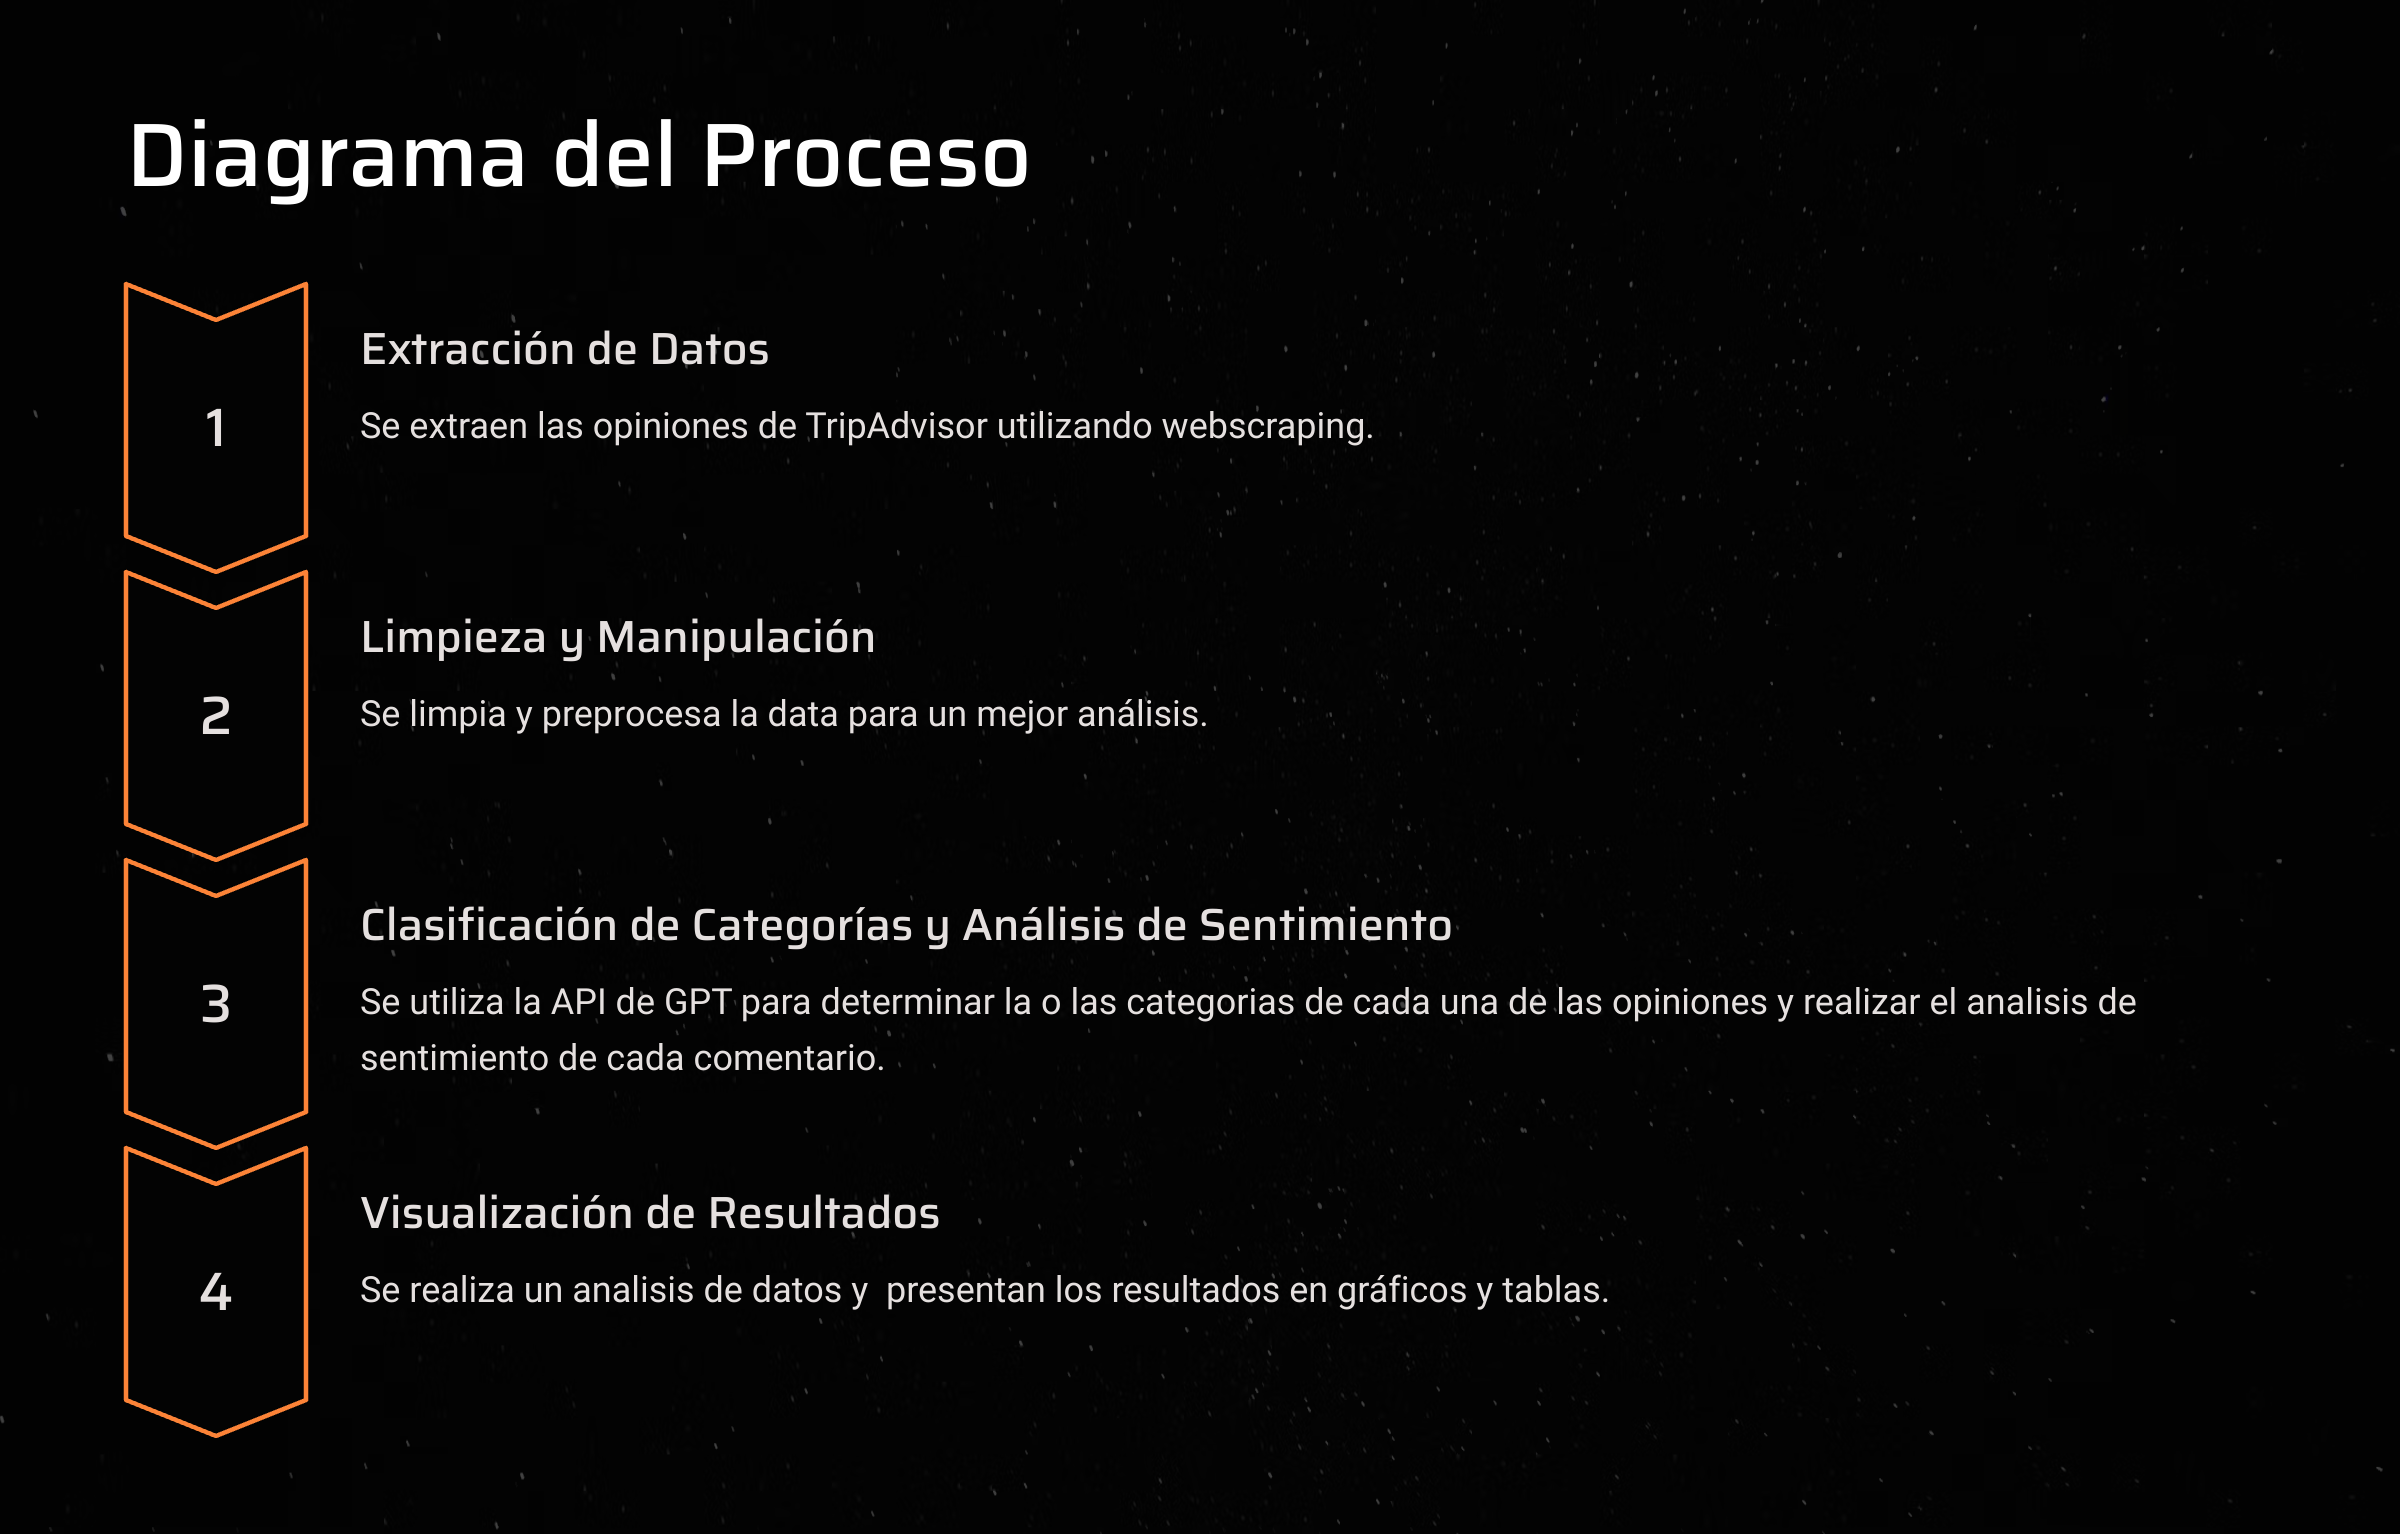 Diagrama del Proceso
1
Extracción de Datos
Se extraen las opiniones de TripAdvisor utilizando webscraping.
2
Limpieza y Manipulación
Se limpia y preprocesa la data para un mejor análisis.
3
Clasificación de Categorías y Análisis de Sentimiento
Se utiliza la API de GPT para determinar la o las categorias de cada una de las opiniones y realizar el analisis de
sentimiento de cada comentario.
4
Visualización de Resultados
Se realiza un analisis de datos y  presentan los resultados en gráficos y tablas.